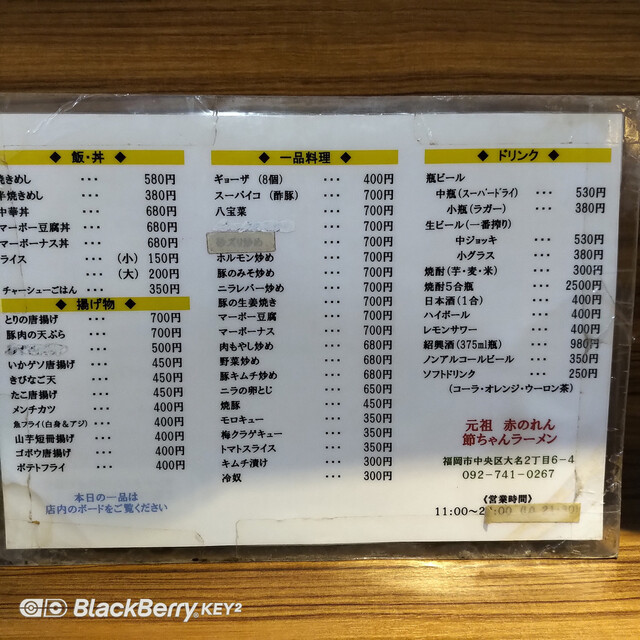 ◆ 飯・丼 ◆
焼きめし ・・・ 580円
半焼きめし ・・・ 380円
中華丼 ・・・ 680円
マーボー豆腐丼 ・・・ 680円
マーボーナス丼 ・・・ 680円
ライス ・・・ (小) 150円
・・・ (大) 200円
チャーシューごはん ・・・ 350円
◆ 揚げ物 ◆
とりの唐揚げ ・・・ 700円
豚肉の天ぷら ・・・ 700円
・・・ 500円
いかゲソ唐揚げ ・・・ 450円
きびなご天 ・・・ 450円
たこ唐揚げ ・・・ 450円
メンチカツ ・・・ 400円
魚フライ(白身&アジ) ・・・ 400円
山芋短冊揚げ ・・・ 400円
ゴボウ唐揚げ ・・・ 400円
ポテトフライ ・・・ 400円
本日の一品は
店内のボードをご覧ください
◆ 一品料理 ◆
ギョーザ (8個) ・・・ 400円
スーパイコ (酢豚) ・・・ 700円
八宝菜 ・・・ 700円
700円
・・・ 700円
ホルモン炒め ・・・ 700円
豚のみそ炒め ・・・ 700円
ニラレバー炒め ・・・ 700円
豚の生姜焼き ・・・ 700円
マーボー豆腐 ・・・ 700円
マーボーナス ・・・ 700円
肉もやし炒め ・・・ 680円
野菜炒め ・・・ 680円
豚キムチ炒め ・・・ 680円
ニラの卵とじ ・・・ 650円
焼豚 ・・・ 450円
モロキュー ・・・ 350円
梅クラゲキュー ・・・ 350円
トマトスライス ・・・ 350円
キムチ漬け ・・・ 300円
冷奴 ・・・ 300円
◆ ドリンク ◆
瓶ビール
中瓶(スーパードライ) ・・・ 530円
小瓶(ラガー) ・・・ 380円
生ビール(一番搾り)
中ジョッキ ・・・ 530円
小グラス ・・・ 380円
焼酎(芋・麦・米) ・・・ 300円
焼酎5合瓶 ・・・ 2500円
日本酒(1合) ・・・ 400円
ハイボール ・・・ 400円
レモンサワー ・・・ 400円
紹興酒(375ml瓶) ・・・ 980円
ノンアルコールビール ・・・ 350円
ソフトドリンク ・・・ 250円
(コーラ・オレンジ・ウーロン茶)
元祖 赤のれん
節ちゃんラーメン
福岡市中央区大名2丁目6-4
092-741-0267
《営業時間》
11:00~
BlackBerry KEY2